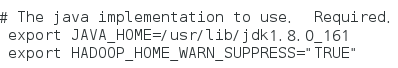 # The java implementation to use.  Required.
export JAVA_HOME=/usr/lib/jdk1.8.0_161
export HADOOP_HOME_WARN_SUPPRESS="TRUE"